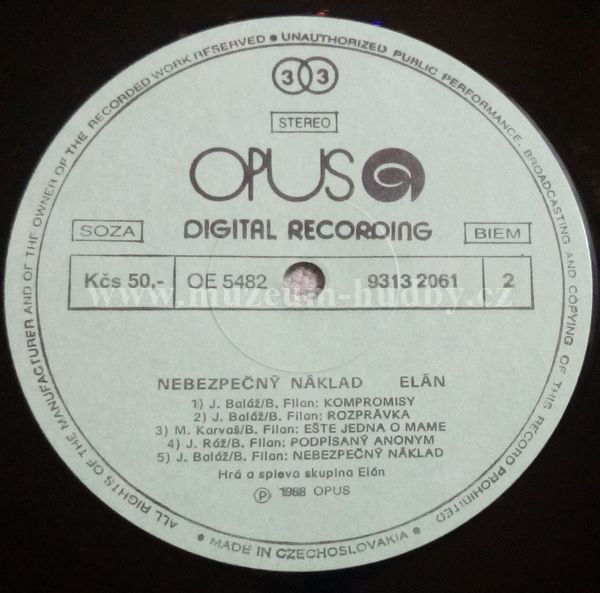 ALL RIGHTS OF THE MANUFACTURER AND OF THE OWNER OF THE RECORDED WORK RESERVED • UNAUTHORIZED PUBLIC PERFORMANCE, BROADCASTING AND COPYING OF THIS RECORD PROHIBITED
33
STEREO
OPUS
SOZA DIGITAL RECORDING BIEM
Kčs 50,- OE 5482 9313 2061 2
www.muzeum-hudby.cz
NEBEZPEČNÝ NÁKLAD ELÁN
1) J. Baláž/B. Filan: KOMPROMISY
2) J. Baláž/B. Filan: ROZPRÁVKA
3) M. Karvaš/B. Filan: EŠTE JEDNA O MAME
4) J. Ráž/B. Filan: PODPÍSANÝ ANONYM
5) J. Baláž/B. Filan: NEBEZPEČNÝ NÁKLAD
Hrá a spieva skupina Elán
℗ 1988 OPUS
• MADE IN CZECHOSLOVAKIA •